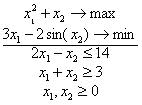 x₁² + x₂ → max
3x₁ − 2 sin( x₂) → min
2x₁ − x₂ ≤ 14
x₁ + x₂ ≥ 3
x₁, x₂ ≥ 0